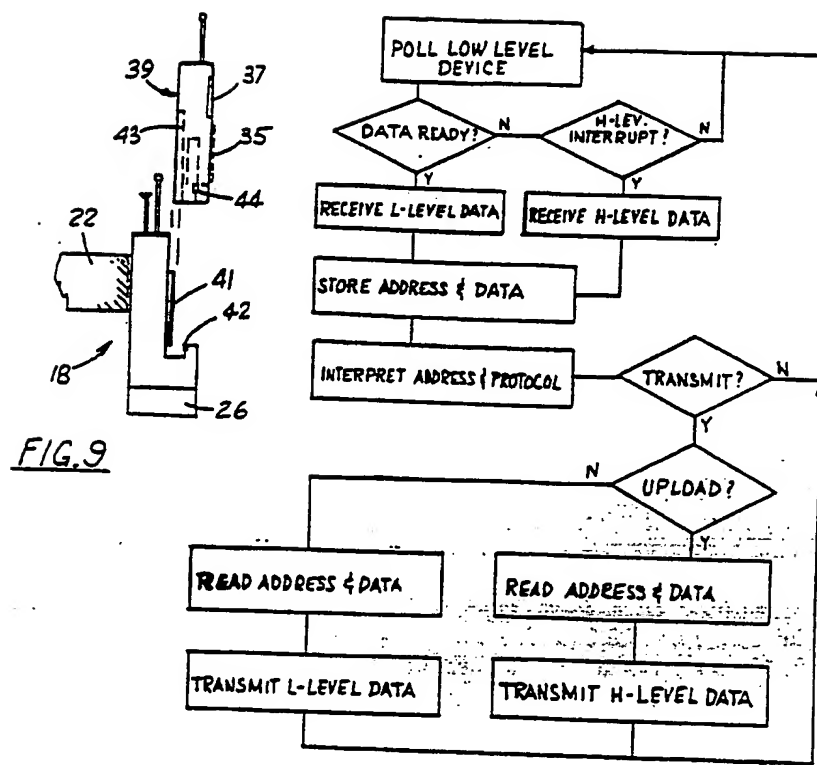 39
37
43
35
44
22
41
42
18
26
FIG. 9
POLL LOW LEVEL
DEVICE
DATA READY?
N
H-LEV.
INTERRUPT?
N
Y
Y
RECEIVE L-LEVEL DATA
RECEIVE H-LEVEL DATA
STORE ADDRESS & DATA
INTERPRET ADDRESS & PROTOCOL
TRANSMIT?
N
Y
N
UPLOAD?
Y
READ ADDRESS & DATA
READ ADDRESS & DATA
TRANSMIT L-LEVEL DATA
TRANSMIT H-LEVEL DATA